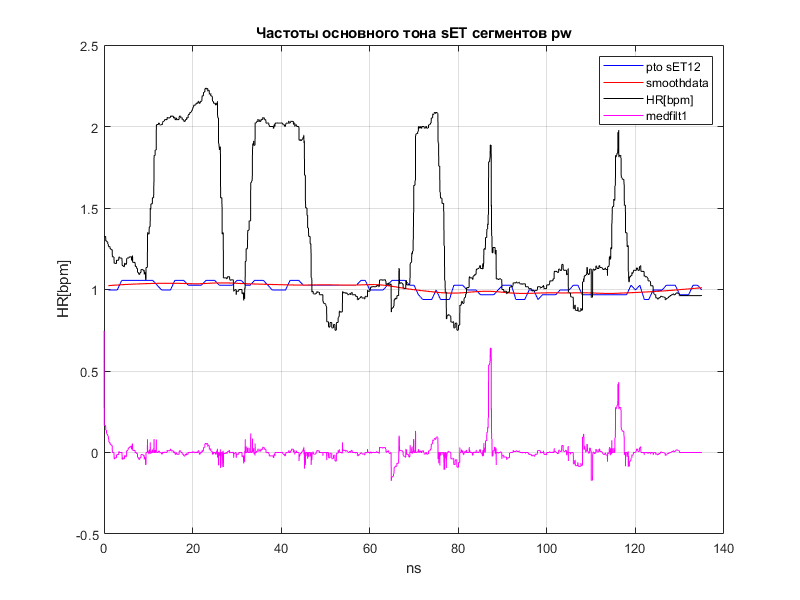 Частоты основного тона sET сегментов pw
pto sET12
smoothdata
HR[bpm]
medfilt1
HR[bpm]
2.5
2
1.5
1
0.5
0
-0.5
0 20 40 60 80 100 120 140
ns